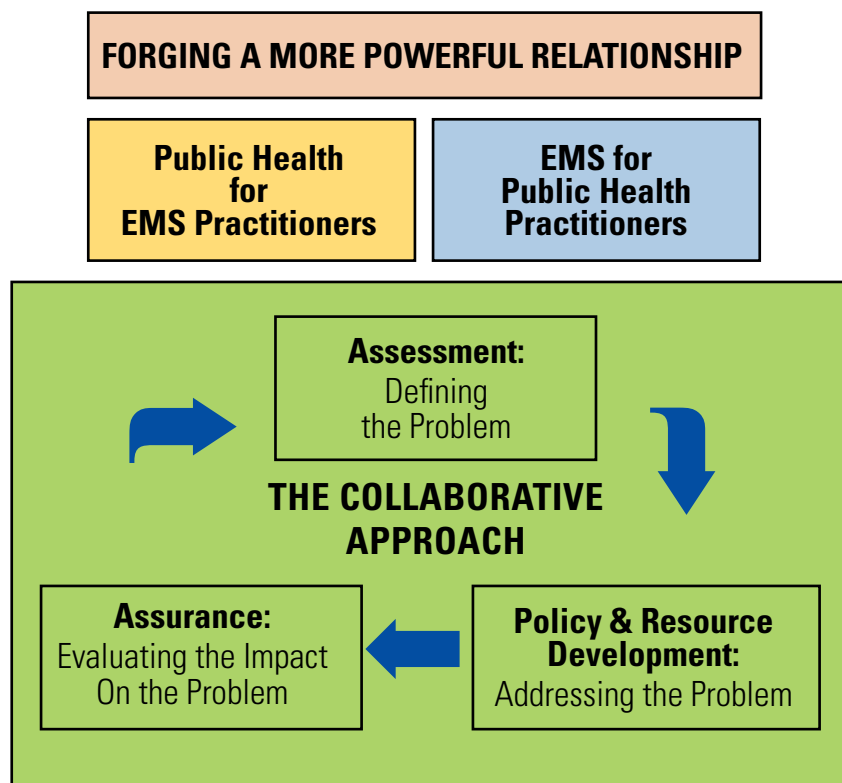 FORGING A MORE POWERFUL RELATIONSHIP
Public Health
for
EMS Practitioners
EMS for
Public Health
Practitioners
Assessment:
Defining
the Problem
THE COLLABORATIVE
APPROACH
Assurance:
Evaluating the Impact
On the Problem
Policy & Resource
Development:
Addressing the Problem